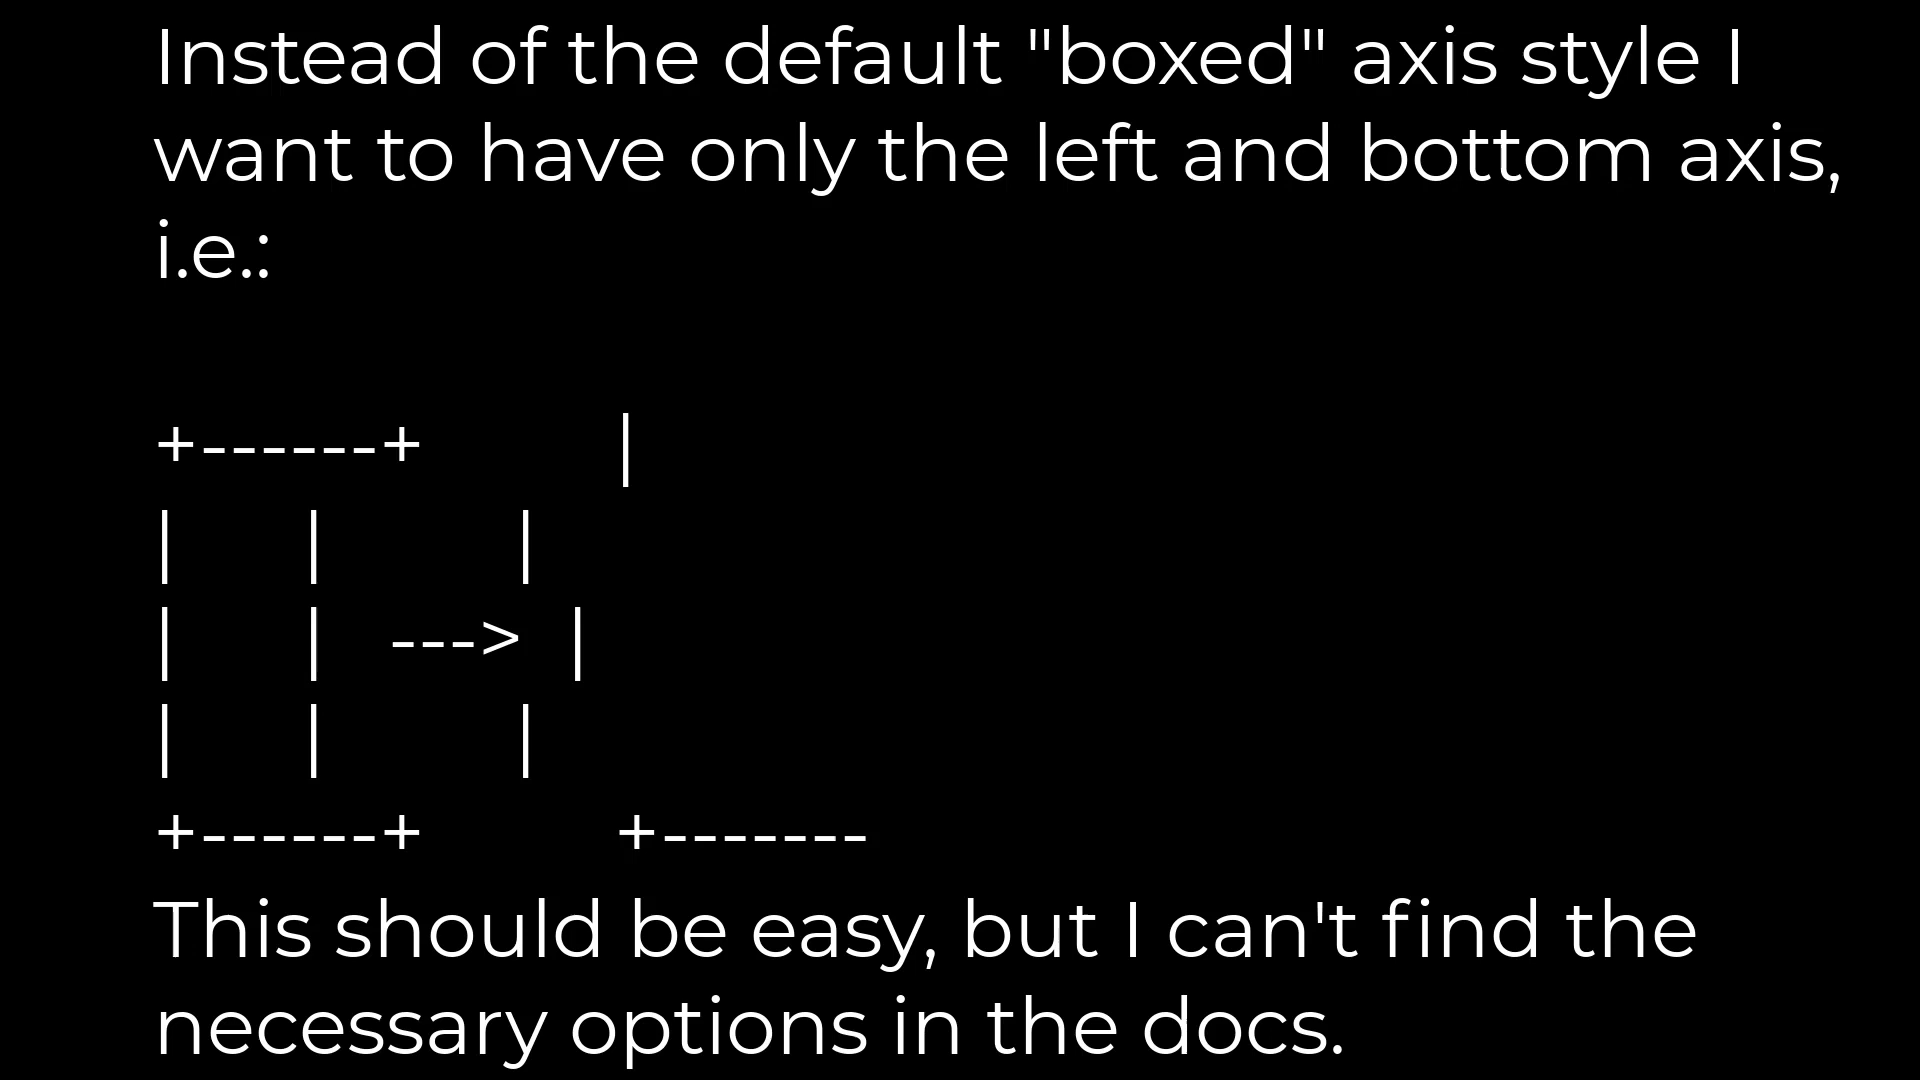 Instead of the default "boxed" axis style I
want to have only the left and bottom axis,
i.e.:
+------+ |
| | |
| | ---> |
| | |
+------+ +-------
This should be easy, but I can't find the
necessary options in the docs.